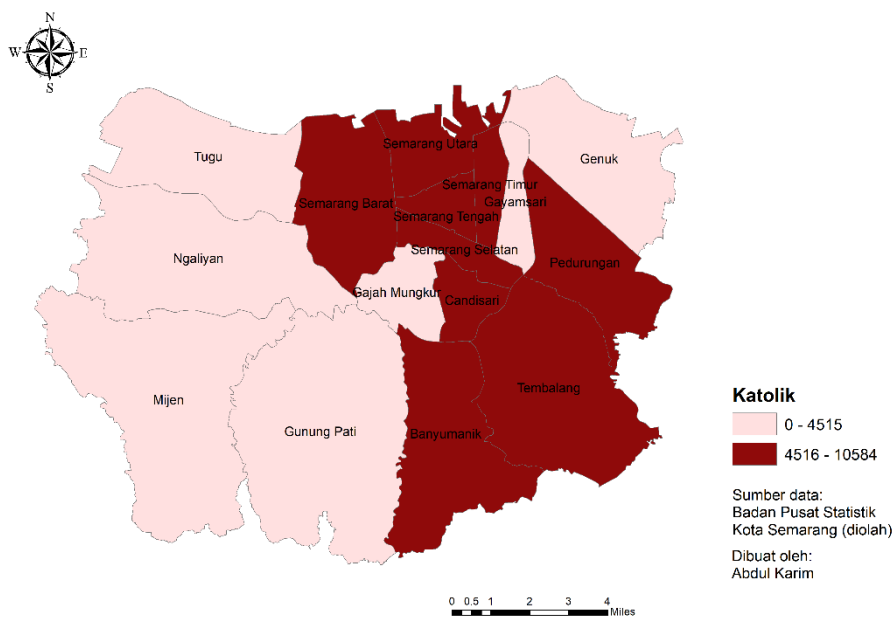 N
W E
S
Semarang Utara
Tugu
Genuk
Semarang Timur
Semarang Barat
Gayamsari
Semarang Tengah
Semarang Selatan
Ngaliyan
Pedurungan
Gajah Mungkur
Candisari
Tembalang
Mijen
Gunung Pati
Banyumanik
Katolik
0 - 4515
4516 - 10584
Sumber data:
Badan Pusat Statistik
Kota Semarang (diolah)
Dibuat oleh:
Abdul Karim
0 0.5 1 2 3 4
Miles